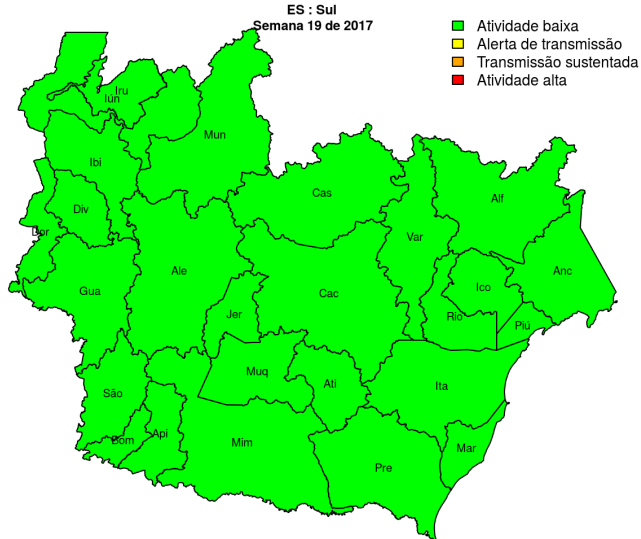 ES : Sul
Semana 19 de 2017
Atividade baixa
Alerta de transmissão
Transmissão sustentada
Atividade alta
Iru
Iún
Mun
Ibi
Cas
Alf
Div
Dor
Var
Ale
Anc
Gua
Cac
Ico
Jer
Rio
Piú
Muq
Ati
Ita
São
Api
Bom
Mim
Mar
Pre